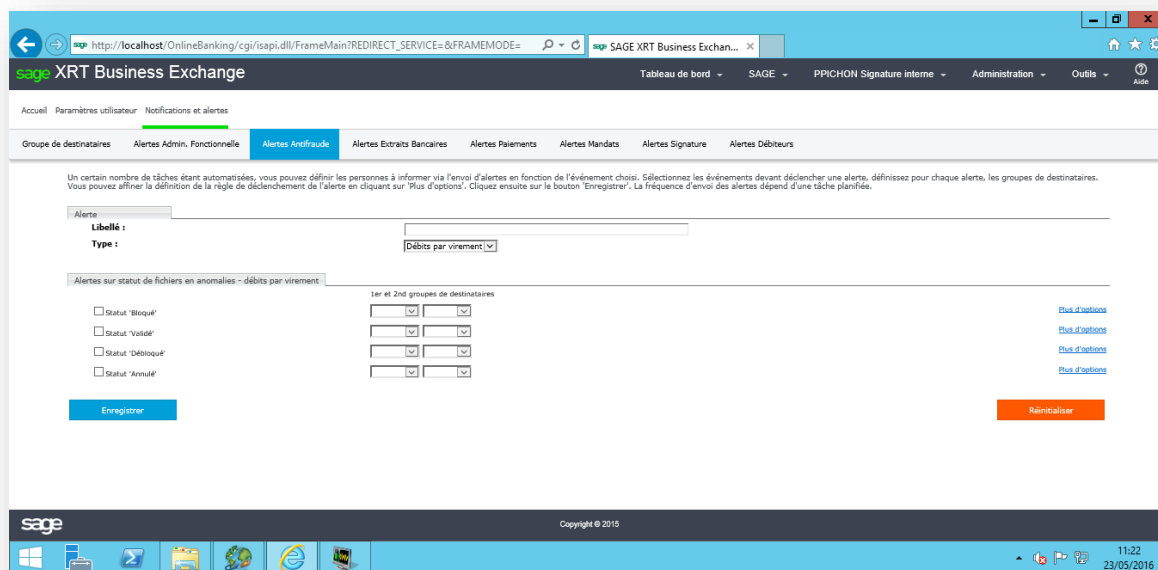 sage http://localhost/OnlineBanking/cgi/isapi.dll/FrameMain?REDIRECT_SERVICE=&FRAMEMODE=
sage SAGE XRT Business Exchan...
sage XRT Business Exchange
Tableau de bord
SAGE
PPICHON Signature interne
Administration
Outils
Aide
Accueil Paramètres utilisateur Notifications et alertes
Groupe de destinataires Alertes Admin. Fonctionnelle Alertes Antifraude Alertes Extraits Bancaires Alertes Paiements Alertes Mandats Alertes Signature Alertes Débiteurs
Un certain nombre de tâches étant automatisées, vous pouvez définir les personnes à informer via l'envoi d'alertes en fonction de l'événement choisi. Sélectionnez les événements devant déclencher une alerte, définissez pour chaque alerte, les groupes de destinataires.
Vous pouvez affiner la définition de la règle de déclenchement de l'alerte en cliquant sur 'Plus d'options'. Cliquez ensuite sur le bouton 'Enregistrer'. La fréquence d'envoi des alertes dépend d'une tâche planifiée.
Alerte
Libellé :
Type : Débits par virement
Alertes sur statut de fichiers en anomalies - débits par virement
1er et 2nd groupes de destinataires
Statut 'Bloqué' Plus d'options
Statut 'Validé' Plus d'options
Statut 'Débloqué' Plus d'options
Statut 'Annulé' Plus d'options
Enregistrer Réinitialiser
sage Copyright © 2015
11:22
23/05/2016